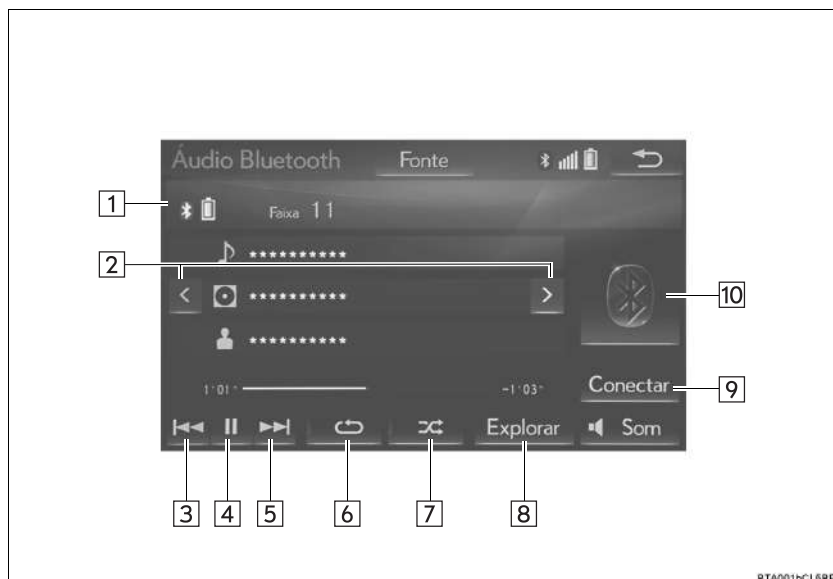 Áudio Bluetooth Fonte
1 Faixa 11
2 **********
< ********** > 10
**********
1'01" -1'03"
Conectar 9
Explorar Som
3 4 5 6 7 8